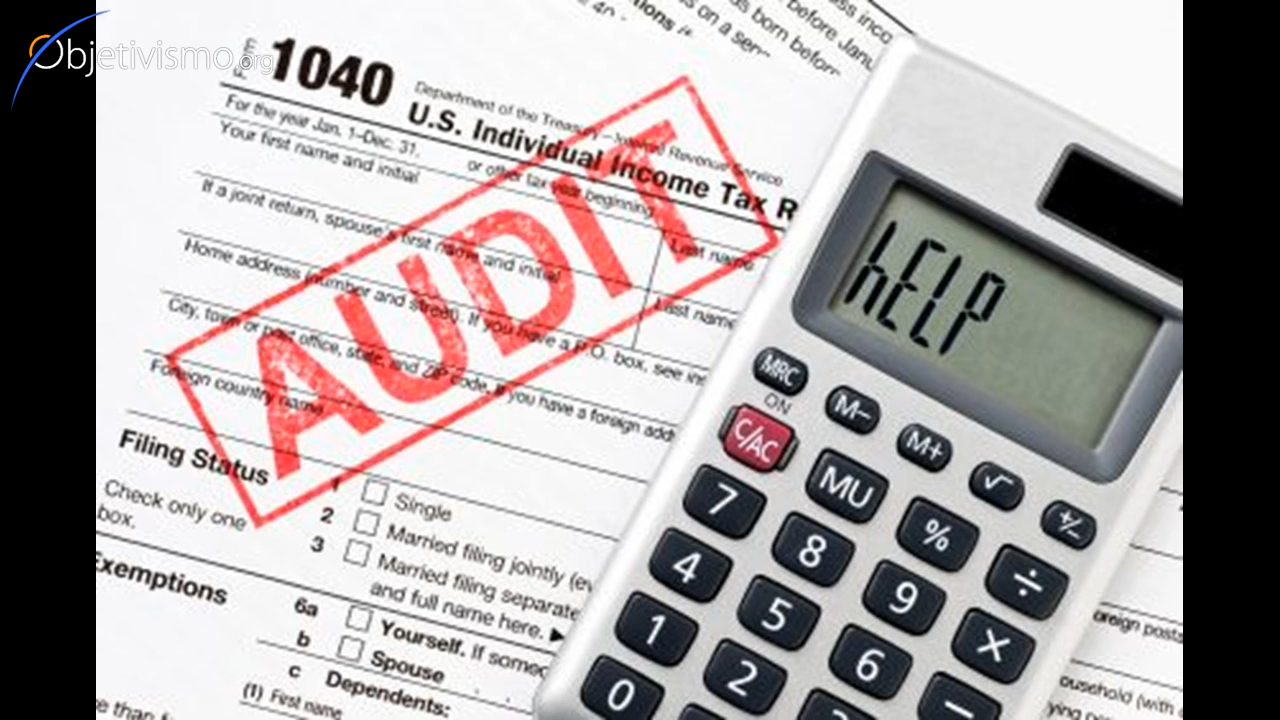 Objetivismo.org
1040
Department of the Treasury—Internal Revenue Service
U.S. Individual Income Tax R
For the year Jan. 1–Dec. 31,
or other tax year beginning
Your first name and initial
Last name
If a joint return, spouse's first name and initial
Last name
Home address (number and street). If you have a P.O. box, see
City, town or post office, state, and ZIP code. If you have a foreign add
Foreign country name
AUDIT
Filing Status
Check only one
box.
1 Single
2 Married filing jointly
3 Married filing separate
and full name here. ▶
Exemptions
6a Yourself. If
b Spouse
c Dependents:
(1) First name
hELP
MRC M− M+ √ +/−
ON
C/AC MU % ÷
7 8 9 X
4 5 6 −
1 2
0